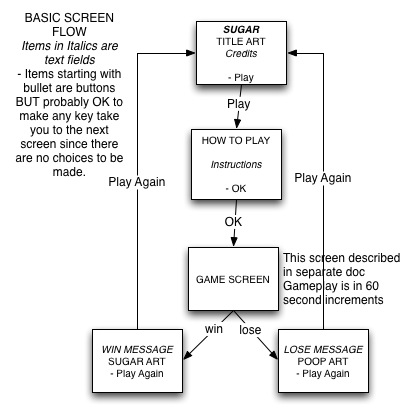 BASIC SCREEN
FLOW
Items in Italics are
text fields
- Items starting with
bullet are buttons
BUT probably OK to
make any key take
you to the next
screen since there
are no choices to be
made.
SUGAR
TITLE ART
Credits
- Play
Play
HOW TO PLAY
Instructions
- OK
Play Again
Play Again
OK
GAME SCREEN
This screen described
in separate doc
Gameplay is in 60
second increments
win
lose
WIN MESSAGE
SUGAR ART
- Play Again
LOSE MESSAGE
POOP ART
- Play Again